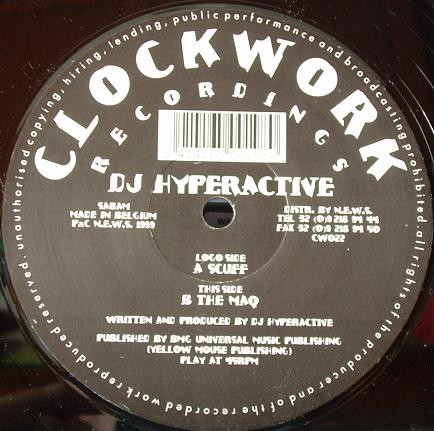 unauthorised copying, hiring, lending, public performance and broadcasting prohibited. all rights of the producer and of the recorded work reproduced reserved.
CLOCKWORK
RECORDINGS
DJ HYPERACTIVE
SABAM
MADE IN BELGIUM
P&C N.E.W.S. 1999
DISTR. BY N.E.W.S.
TEL 32 (0)9 218 94 44
FAX 32 (0)9 218 94 50
CW022
LOGO SIDE
A SCUFF
THIS SIDE
B THE MAQ
WRITTEN AND PRODUCED BY DJ HYPERACTIVE
PUBLISHED BY BMG UNIVERSAL MUSIC PUBLISHING
(YELLOW MOUSE PUBLISHING)
PLAY AT 45RPM